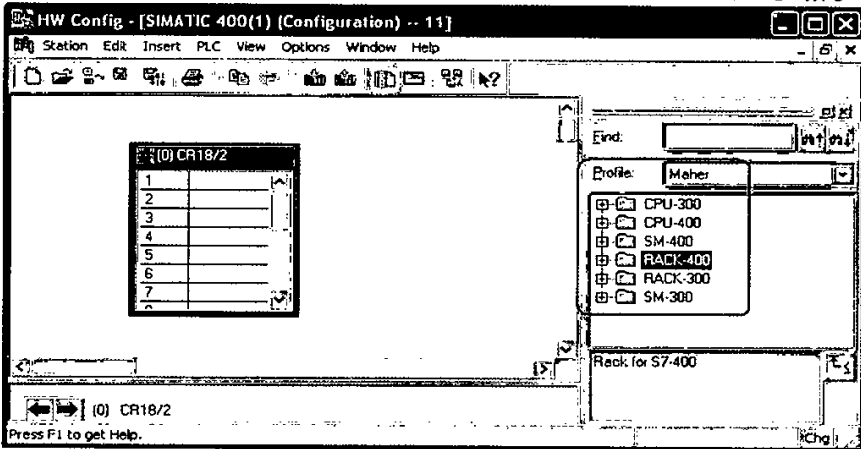 HW Config - [SIMATIC 400(1) (Configuration) -- 11]
Station Edit Insert PLC View Options Window Help
Find:
(0) CR18/2
Profile: Maher
1
2
3
4
5
6
7
CPU-300
CPU-400
SM-400
RACK-400
RACK-300
SM-300
Rack for S7-400
(0) CR18/2
Press F1 to get Help.
Chg